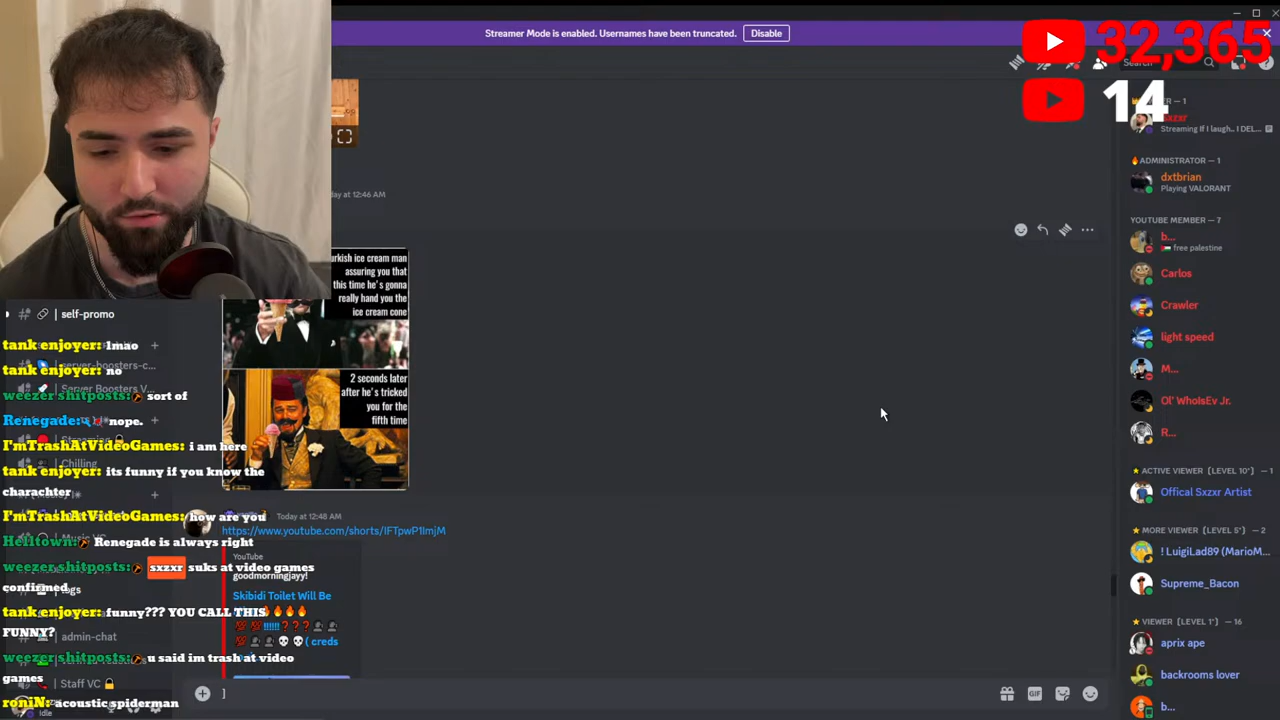 Streamer Mode is enabled. Usernames have been truncated.
Disable
32,365
14
Search
Streaming If I laugh.. I DEL...
ADMINISTRATOR — 1
dxtbrian
Playing VALORANT
YOUTUBE MEMBER — 7
b...
free palestine
Carlos
Crawler
light speed
M...
Ol' WhoIsEv Jr.
R...
ACTIVE VIEWER (LEVEL 10+) — 1
Offical Sxzxr Artist
MORE VIEWER (LEVEL 5+) — 2
! LuigiLad89 (MarioM...
Supreme_Bacon
VIEWER (LEVEL 1+) — 16
aprix ape
backrooms lover
b...
at 12:46 AM
ice cream man
assuring you that
this time he's gonna
really hand you the
ice cream cone
2 seconds later
after he's tricked
you for the
fifth time
Today at 12:48 AM
https://www.youtube.com/shorts/IFTpwP1ImjM
YouTube
goodmorningjayy!
Skibidi Toilet Will Be
( creds
]
GIF
| self-promo
tank enjoyer: lmao
| server-boosters-c...
tank enjoyer: no
Server Boosters V...
weezer shitposts: sort of
Renegade: nope.
I'mTrashAtVideoGames: i am here
Chilling
tank enjoyer: its funny if you know the
charachter
I'mTrashAtVideoGames: how are you
Helltown: Renegade is always right
weezer shitposts: sxzxr suks at video games
confirmed
tank enjoyer: funny??? YOU CALL THIS
FUNNY?
| admin-chat
weezer shitposts: u said im trash at video
games
Staff VC
roniN: acoustic spiderman
Idle